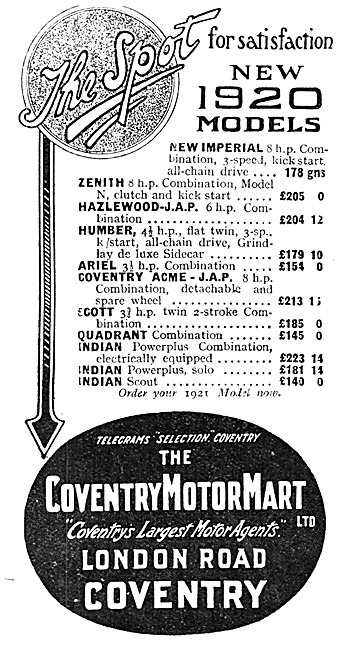 The Spot
for satisfaction
NEW
1920
MODELS
NEW IMPERIAL 8 h.p. Com-
bination, 3-speed, kick start,
all-chain drive .... 178 gns
ZENITH 8 h.p. Combination, Model
N, clutch and kick start ...... £205 0
HAZLEWOOD-J.A.P. 6 h.p. Com-
bination .................. £204 12
HUMBER, 4½ h.p., flat twin, 3-sp.,
k/start, all-chain drive, Grind-
lay de luxe Sidecar ......... £179 10
ARIEL 3½ h.p. Combination ..... £154 0
COVENTRY ACME - J.A.P. 8 h.p.
Combination, detachable and
spare wheel ............... £213 15
SCOTT 3¾ h.p. twin 2-stroke Com-
bination ................... £185 0
QUADRANT Combination ....... £145 0
INDIAN Powerplus Combination,
electrically equipped ......... £223 14
INDIAN Powerplus, solo ........ £181 14
INDIAN Scout ................ £140 0
Order your 1921 Model now.
TELEGRAMS "SELECTION," COVENTRY
THE
COVENTRY MOTOR MART
LTD
"Coventrys Largest Motor Agents."
LONDON ROAD
COVENTRY